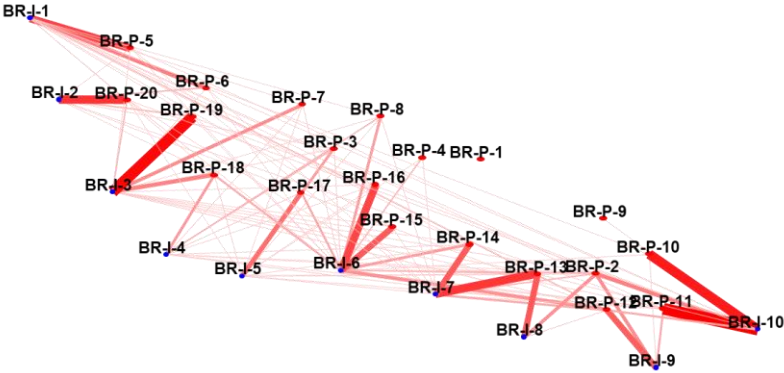 BR-I-1
BR-P-5
BR-P-6
BR-I-2
BR-P-20
BR-P-19
BR-P-7
BR-P-8
BR-P-3
BR-P-4
BR-P-1
BR-P-18
BR-I-3
BR-P-17
BR-P-16
BR-P-15
BR-P-9
BR-P-14
BR-I-4
BR-P-10
BR-I-5
BR-I-6
BR-P-13
BR-P-2
BR-I-7
BR-P-12
BR-P-11
BR-I-8
BR-I-10
BR-I-9